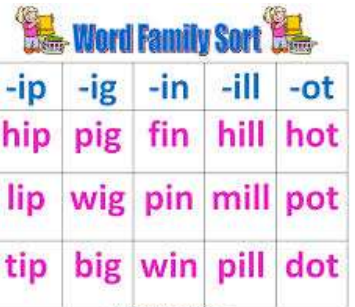 Word Family Sort
-ip -ig -in -ill -ot
hip pig fin hill hot
lip wig pin mill pot
tip big win pill dot